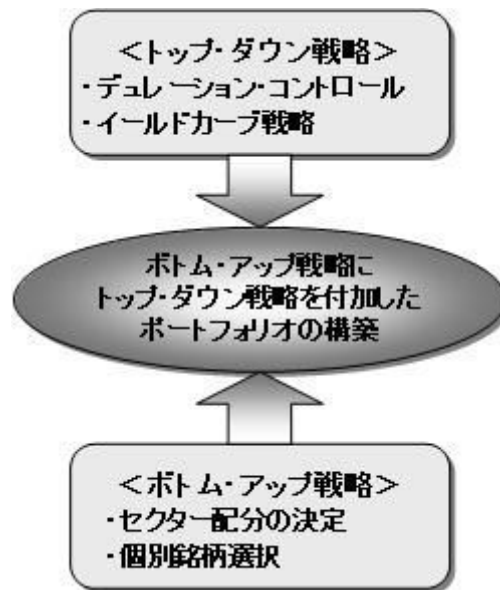 <トップ・ダウン戦略>
・デュレーション・コントロール
・イールドカーブ戦略
ボトム・アップ戦略に
トップ・ダウン戦略を付加した
ポートフォリオの構築
<ボトム・アップ戦略>
・セクター配分の決定
・個別銘柄選択